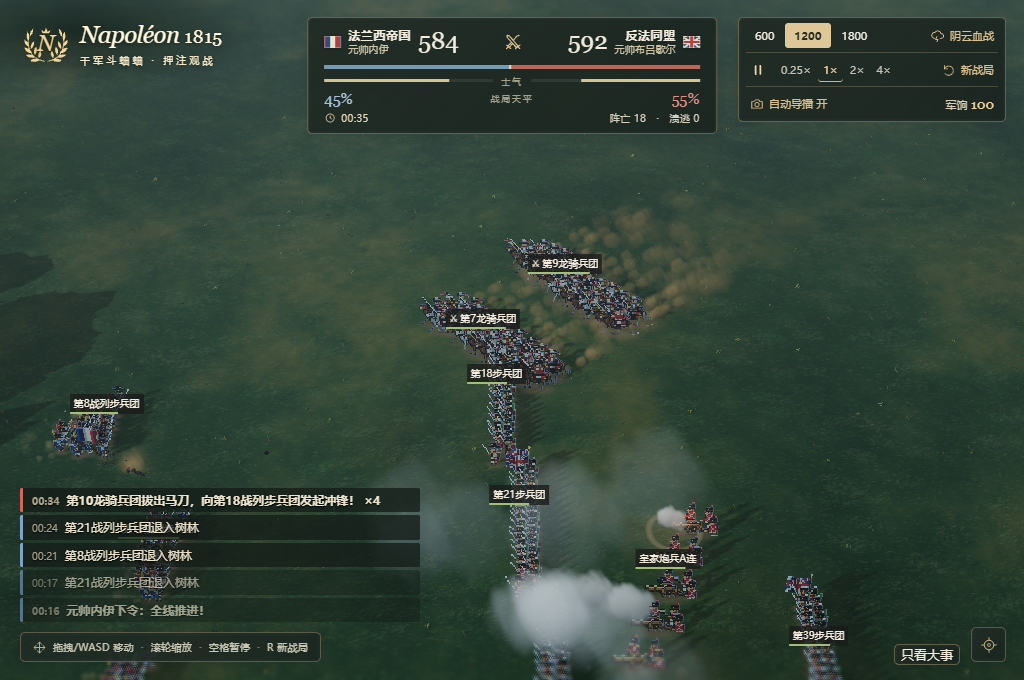 N
Napoléon 1815
千军斗蛐蛐 · 押注观战
法兰西帝国
元帅内伊
584
592
反法同盟
元帅布吕歇尔
士气
45%
战局天平
55%
00:35
阵亡 18 · 溃逃 0
600 1200 1800 阴云血战
0.25× 1× 2× 4× 新战局
自动导播 开 军饷 100
第9龙骑兵团
第7龙骑兵团
第18步兵团
第8战列步兵团
第21步兵团
皇家炮兵A连
第39步兵团
00:34 第10龙骑兵团拔出马刀，向第18战列步兵团发起冲锋！ ×4
00:24 第21战列步兵团退入树林
00:21 第8战列步兵团退入树林
00:17 第21战列步兵团退入树林
00:16 元帅内伊下令：全线推进！
拖拽/WASD 移动 · 滚轮缩放 · 空格暂停 · R 新战局
只看大事